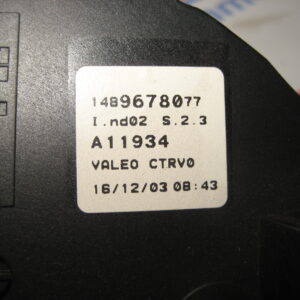 1489678077
I.nd02 S.2.3
A11934
VALEO CTRV0
16/12/03 08:43